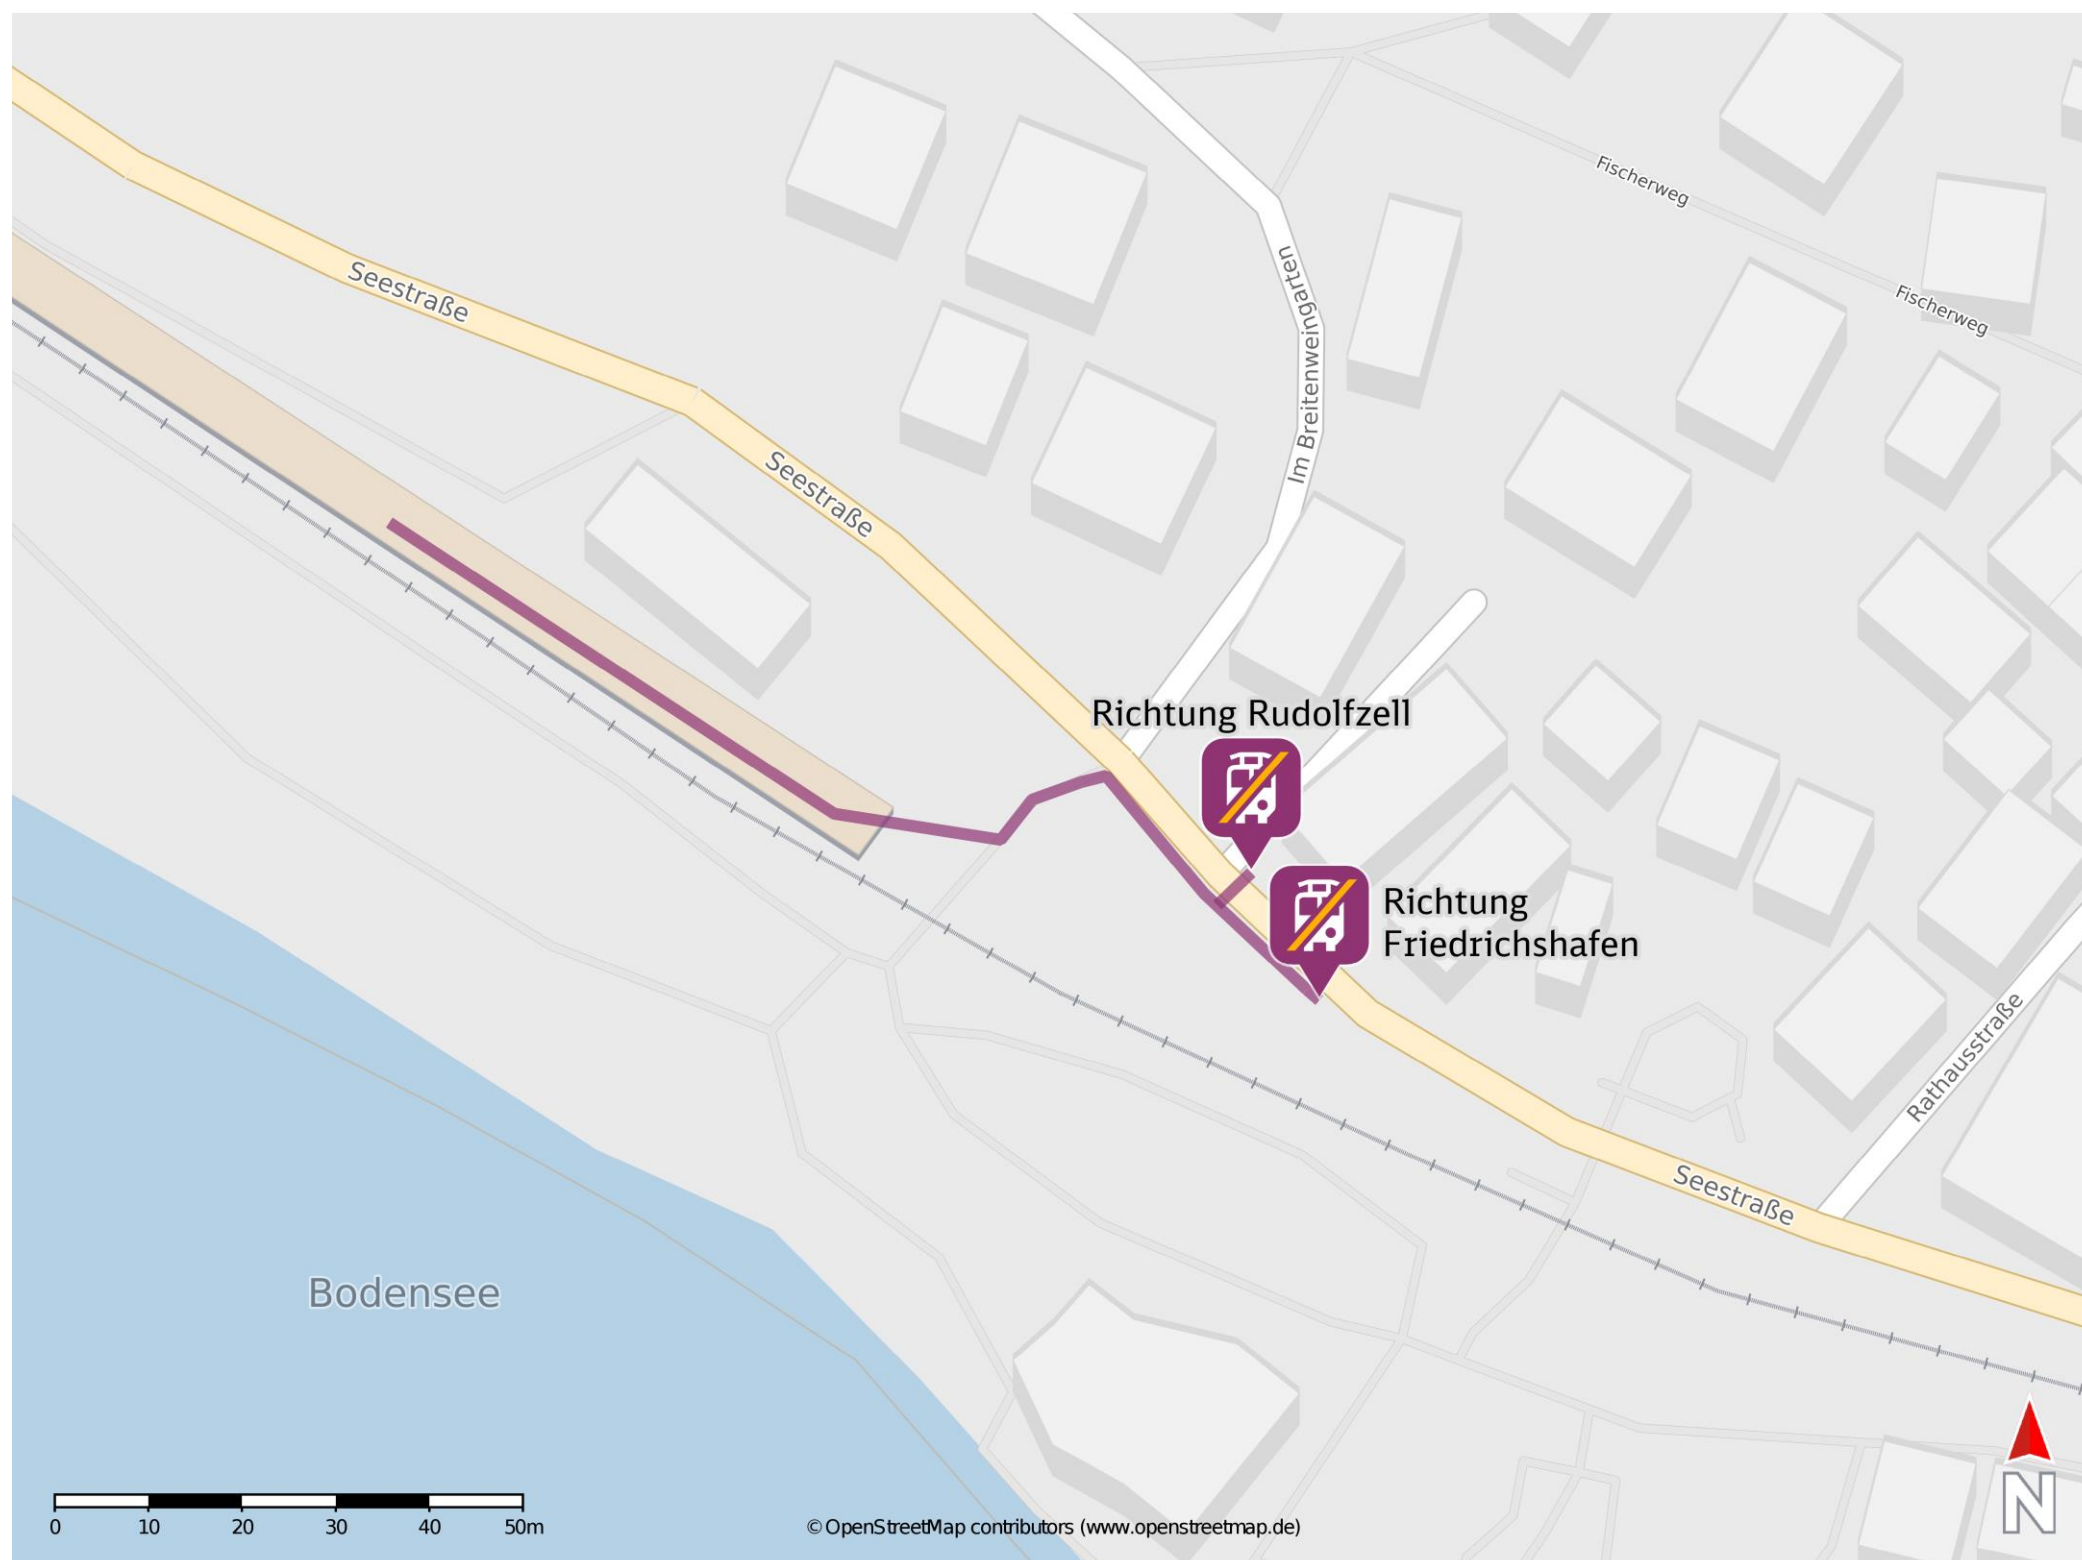 Fischerweg
Seestraße
Im Breitenweingarten
Fischerweg
Seestraße
Richtung Rudolfzell
Richtung
Friedrichshafen
Rathausstraße
Seestraße
Bodensee
0 10 20 30 40 50m
© OpenStreetMap contributors (www.openstreetmap.de)
N